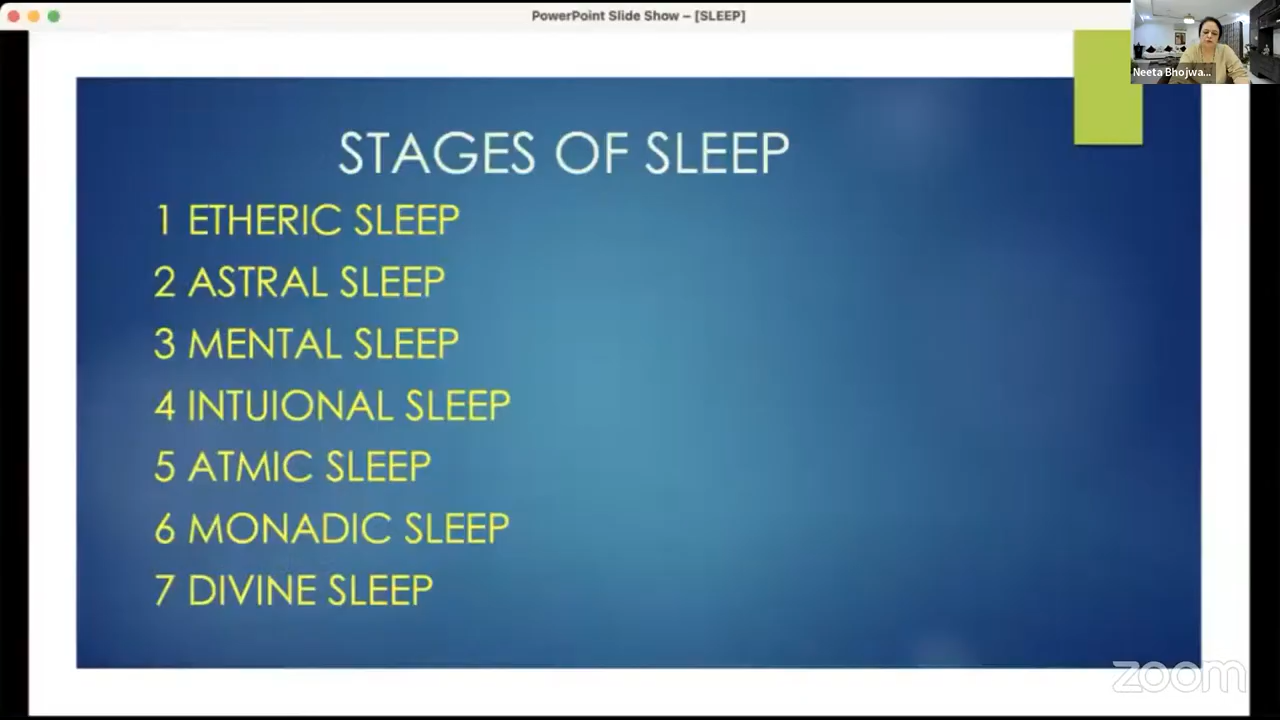 PowerPoint Slide Show – [SLEEP]
Neeta Bhojwa...
STAGES OF SLEEP
1 ETHERIC SLEEP
2 ASTRAL SLEEP
3 MENTAL SLEEP
4 INTUIONAL SLEEP
5 ATMIC SLEEP
6 MONADIC SLEEP
7 DIVINE SLEEP
zoom